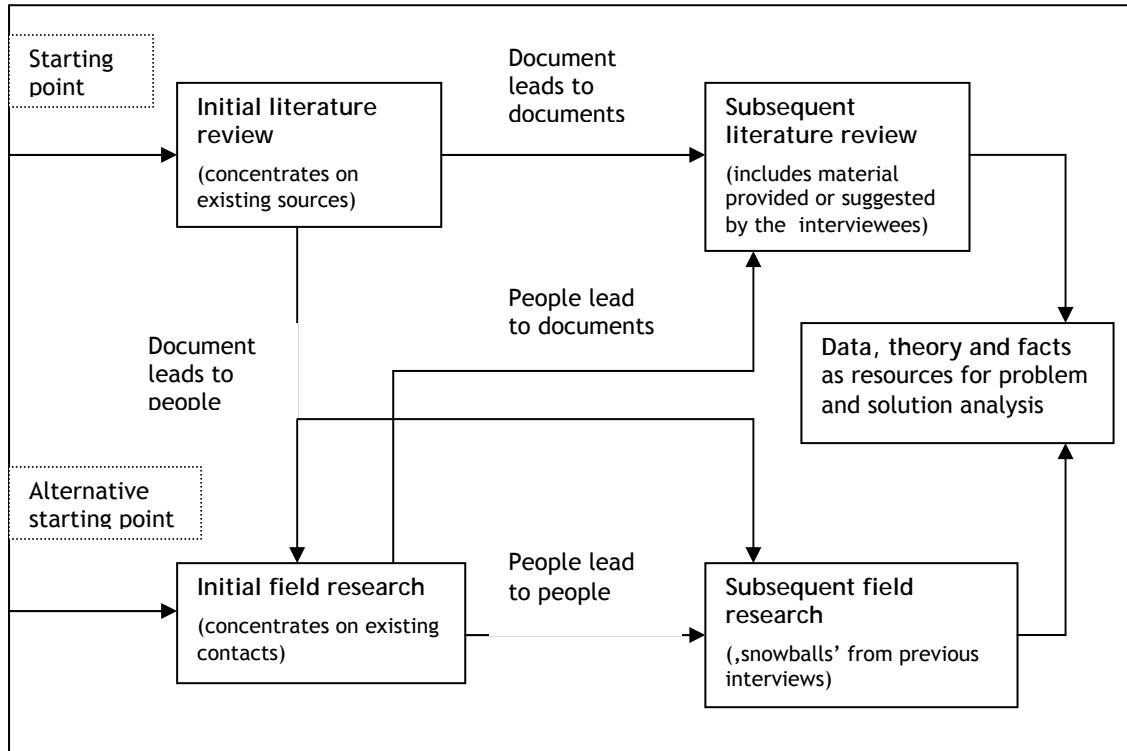 Starting
point
Document
leads to
documents
Initial literature
review
(concentrates on
existing sources)
Subsequent
literature review
(includes material
provided or suggested
by the interviewees)
People lead
to documents
Document
leads to
people
Data, theory and facts
as resources for problem
and solution analysis
Alternative
starting point
People lead
to people
Initial field research
(concentrates on existing
contacts)
Subsequent field
research
(‚snowballs’ from previous
interviews)